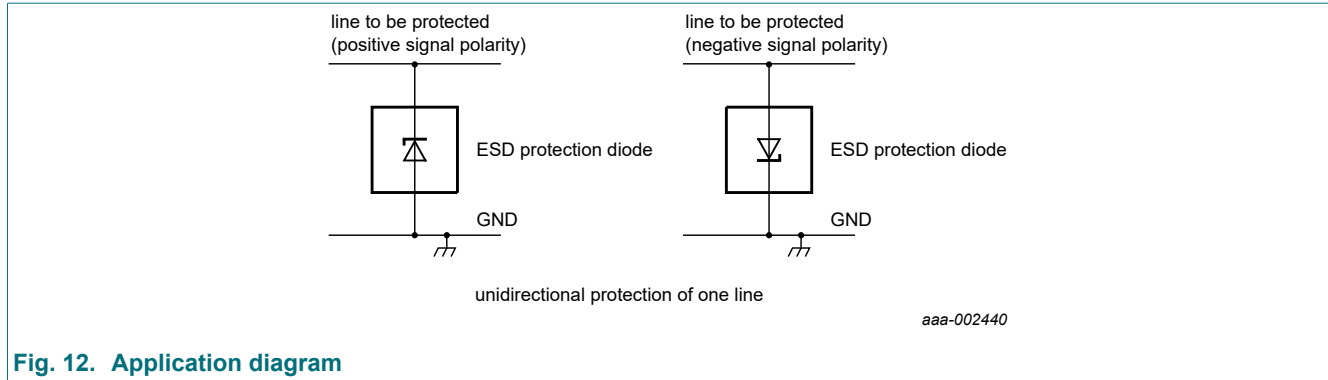 line to be protected
(positive signal polarity)
line to be protected
(negative signal polarity)
ESD protection diode
ESD protection diode
GND
GND
unidirectional protection of one line
aaa-002440
Fig. 12. Application diagram